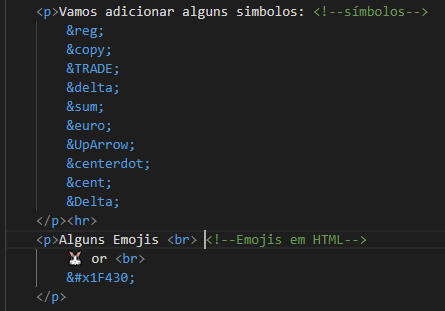 <p>Vamos adicionar alguns simbolos: <!--símbolos-->
&reg;
&copy;
&TRADE;
&delta;
&sum;
&euro;
&UpArrow;
&centerdot;
&cent;
&Delta;
</p><hr>
<p>Alguns Emojis <br> <!--Emojis em HTML-->
🐰 or <br>
&#x1F430;
</p>